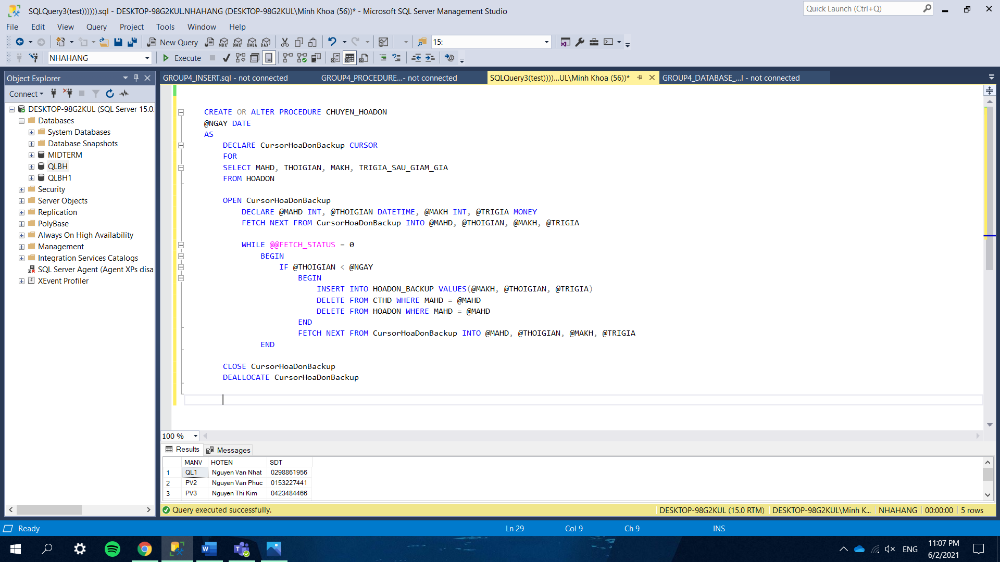 SQLQuery3(test)))))).sql - DESKTOP-98G2KUL.NHAHANG (DESKTOP-98G2KUL\Minh Khoa (56))* - Microsoft SQL Server Management Studio
Quick Launch (Ctrl+Q)
File Edit View Query Project Tools Window Help
New Query MDX DMX XMLA DAX 15:
NHAHANG Execute
Object Explorer
Connect
DESKTOP-98G2KUL (SQL Server 15.0.
Databases
System Databases
Database Snapshots
MIDTERM
QLBH
QLBH1
Security
Server Objects
Replication
PolyBase
Always On High Availability
Management
Integration Services Catalogs
SQL Server Agent (Agent XPs disa
XEvent Profiler
GROUP4_INSERT.sql - not connected GROUP4_PROCEDURE...- not connected SQLQuery3(test))))...UL\Minh Khoa (56))* GROUP4_DATABASE_...l - not connected
CREATE OR ALTER PROCEDURE CHUYEN_HOADON
@NGAY DATE
AS
DECLARE CursorHoaDonBackup CURSOR
FOR
SELECT MAHD, THOIGIAN, MAKH, TRIGIA_SAU_GIAM_GIA
FROM HOADON
OPEN CursorHoaDonBackup
DECLARE @MAHD INT, @THOIGIAN DATETIME, @MAKH INT, @TRIGIA MONEY
FETCH NEXT FROM CursorHoaDonBackup INTO @MAHD, @THOIGIAN, @MAKH, @TRIGIA
WHILE @@FETCH_STATUS = 0
BEGIN
IF @THOIGIAN < @NGAY
BEGIN
INSERT INTO HOADON_BACKUP VALUES(@MAKH, @THOIGIAN, @TRIGIA)
DELETE FROM CTHD WHERE MAHD = @MAHD
DELETE FROM HOADON WHERE MAHD = @MAHD
END
FETCH NEXT FROM CursorHoaDonBackup INTO @MAHD, @THOIGIAN, @MAKH, @TRIGIA
END
CLOSE CursorHoaDonBackup
DEALLOCATE CursorHoaDonBackup
100 %
Results Messages
MANV HOTEN SDT
1 QL1 Nguyen Van Nhat 0298861956
2 PV2 Nguyen Van Phuc 0153227441
3 PV3 Nguyen Thi Kim 0423484466
Query executed successfully. DESKTOP-98G2KUL (15.0 RTM) DESKTOP-98G2KUL\Minh K... NHAHANG 00:00:00 5 rows
Ready Ln 29 Col 9 Ch 9 INS
ENG 11:07 PM
6/2/2021